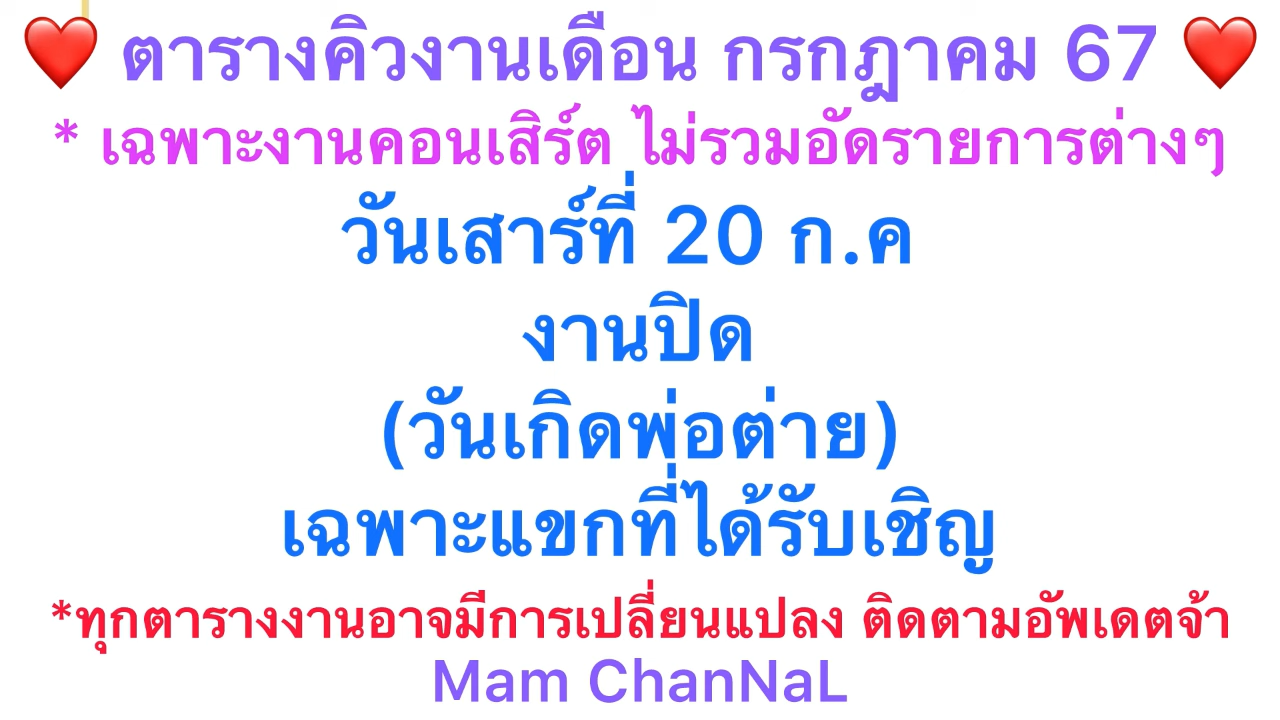 ❤️ ตารางคิวงานเดือน กรกฎาคม 67 ❤️
* เฉพาะงานคอนเสิร์ต ไม่รวมอัดรายการต่างๆ
วันเสาร์ที่ 20 ก.ค
งานปิด
(วันเกิดพ่อต่าย)
เฉพาะแขกที่ได้รับเชิญ
*ทุกตารางงานอาจมีการเปลี่ยนแปลง ติดตามอัพเดตจ้า
Mam ChanNaL